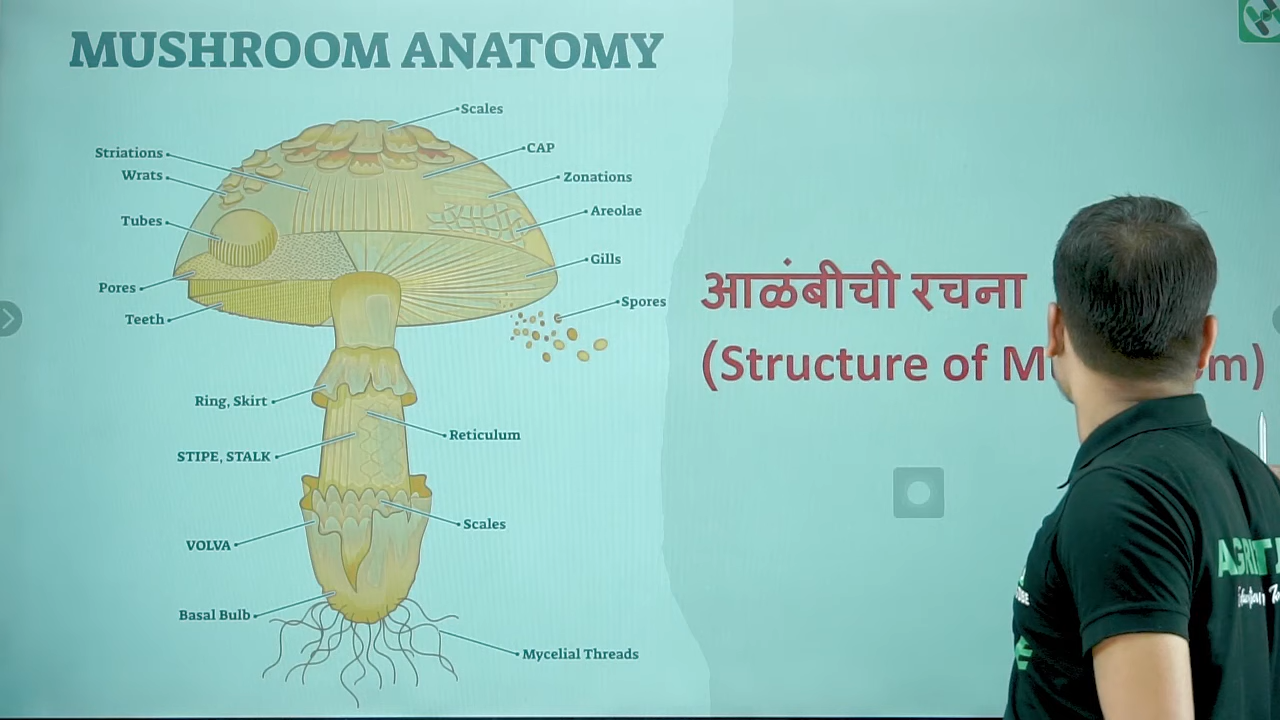 MUSHROOM ANATOMY
Scales
Striations
CAP
Wrats
Zonations
Areolae
Tubes
Gills
Pores
Spores
Teeth
आळंबीची रचना
(Structure of M m)
Ring, Skirt
Reticulum
STIPE, STALK
Scales
VOLVA
Basal Bulb
Mycelial Threads